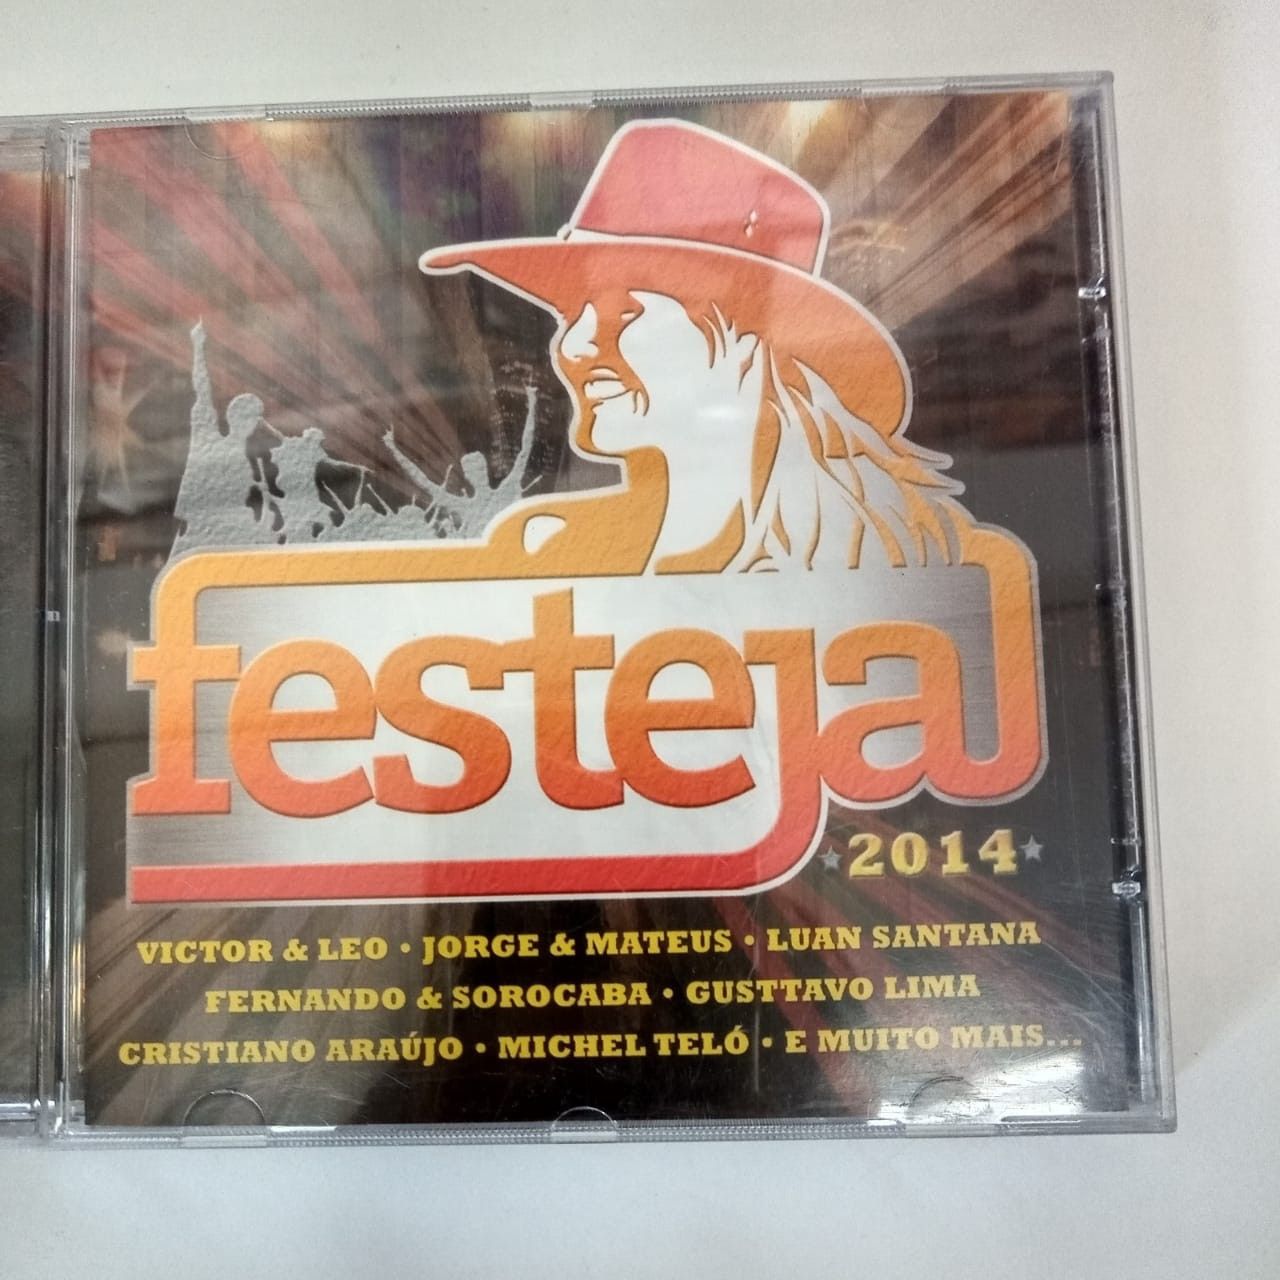 festeja
2014
VICTOR & LEO • JORGE & MATEUS • LUAN SANTANA
FERNANDO & SOROCABA • GUSTTAVO LIMA
CRISTIANO ARAÚJO • MICHEL TELÓ • E MUITO MAIS...